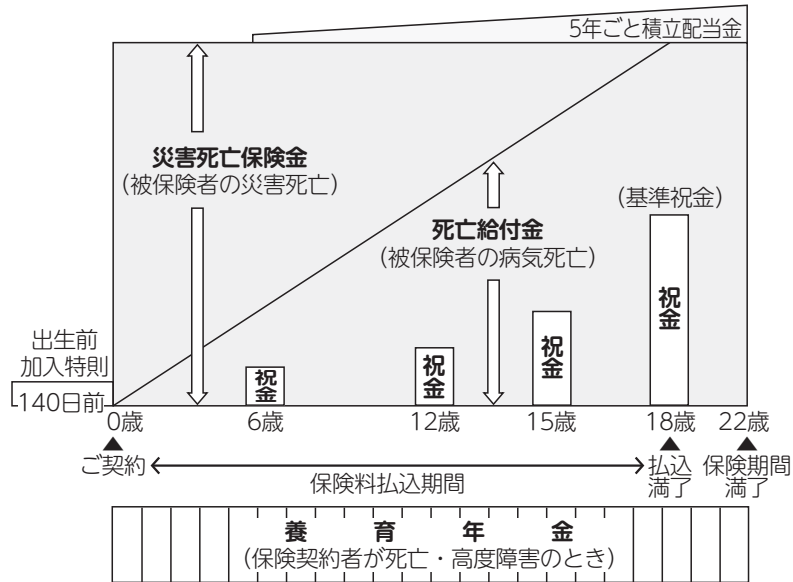 5年ごと積立配当金
災害死亡保険金
(被保険者の災害死亡)
死亡給付金
(被保険者の病気死亡)
(基準祝金)
祝金
祝金
祝金
祝金
出生前
加入特則
140日前
0歳
6歳
12歳
15歳
18歳
22歳
ご契約
保険料払込期間
払込
満了
保険期間
満了
養育年金
(保険契約者が死亡・高度障害のとき)